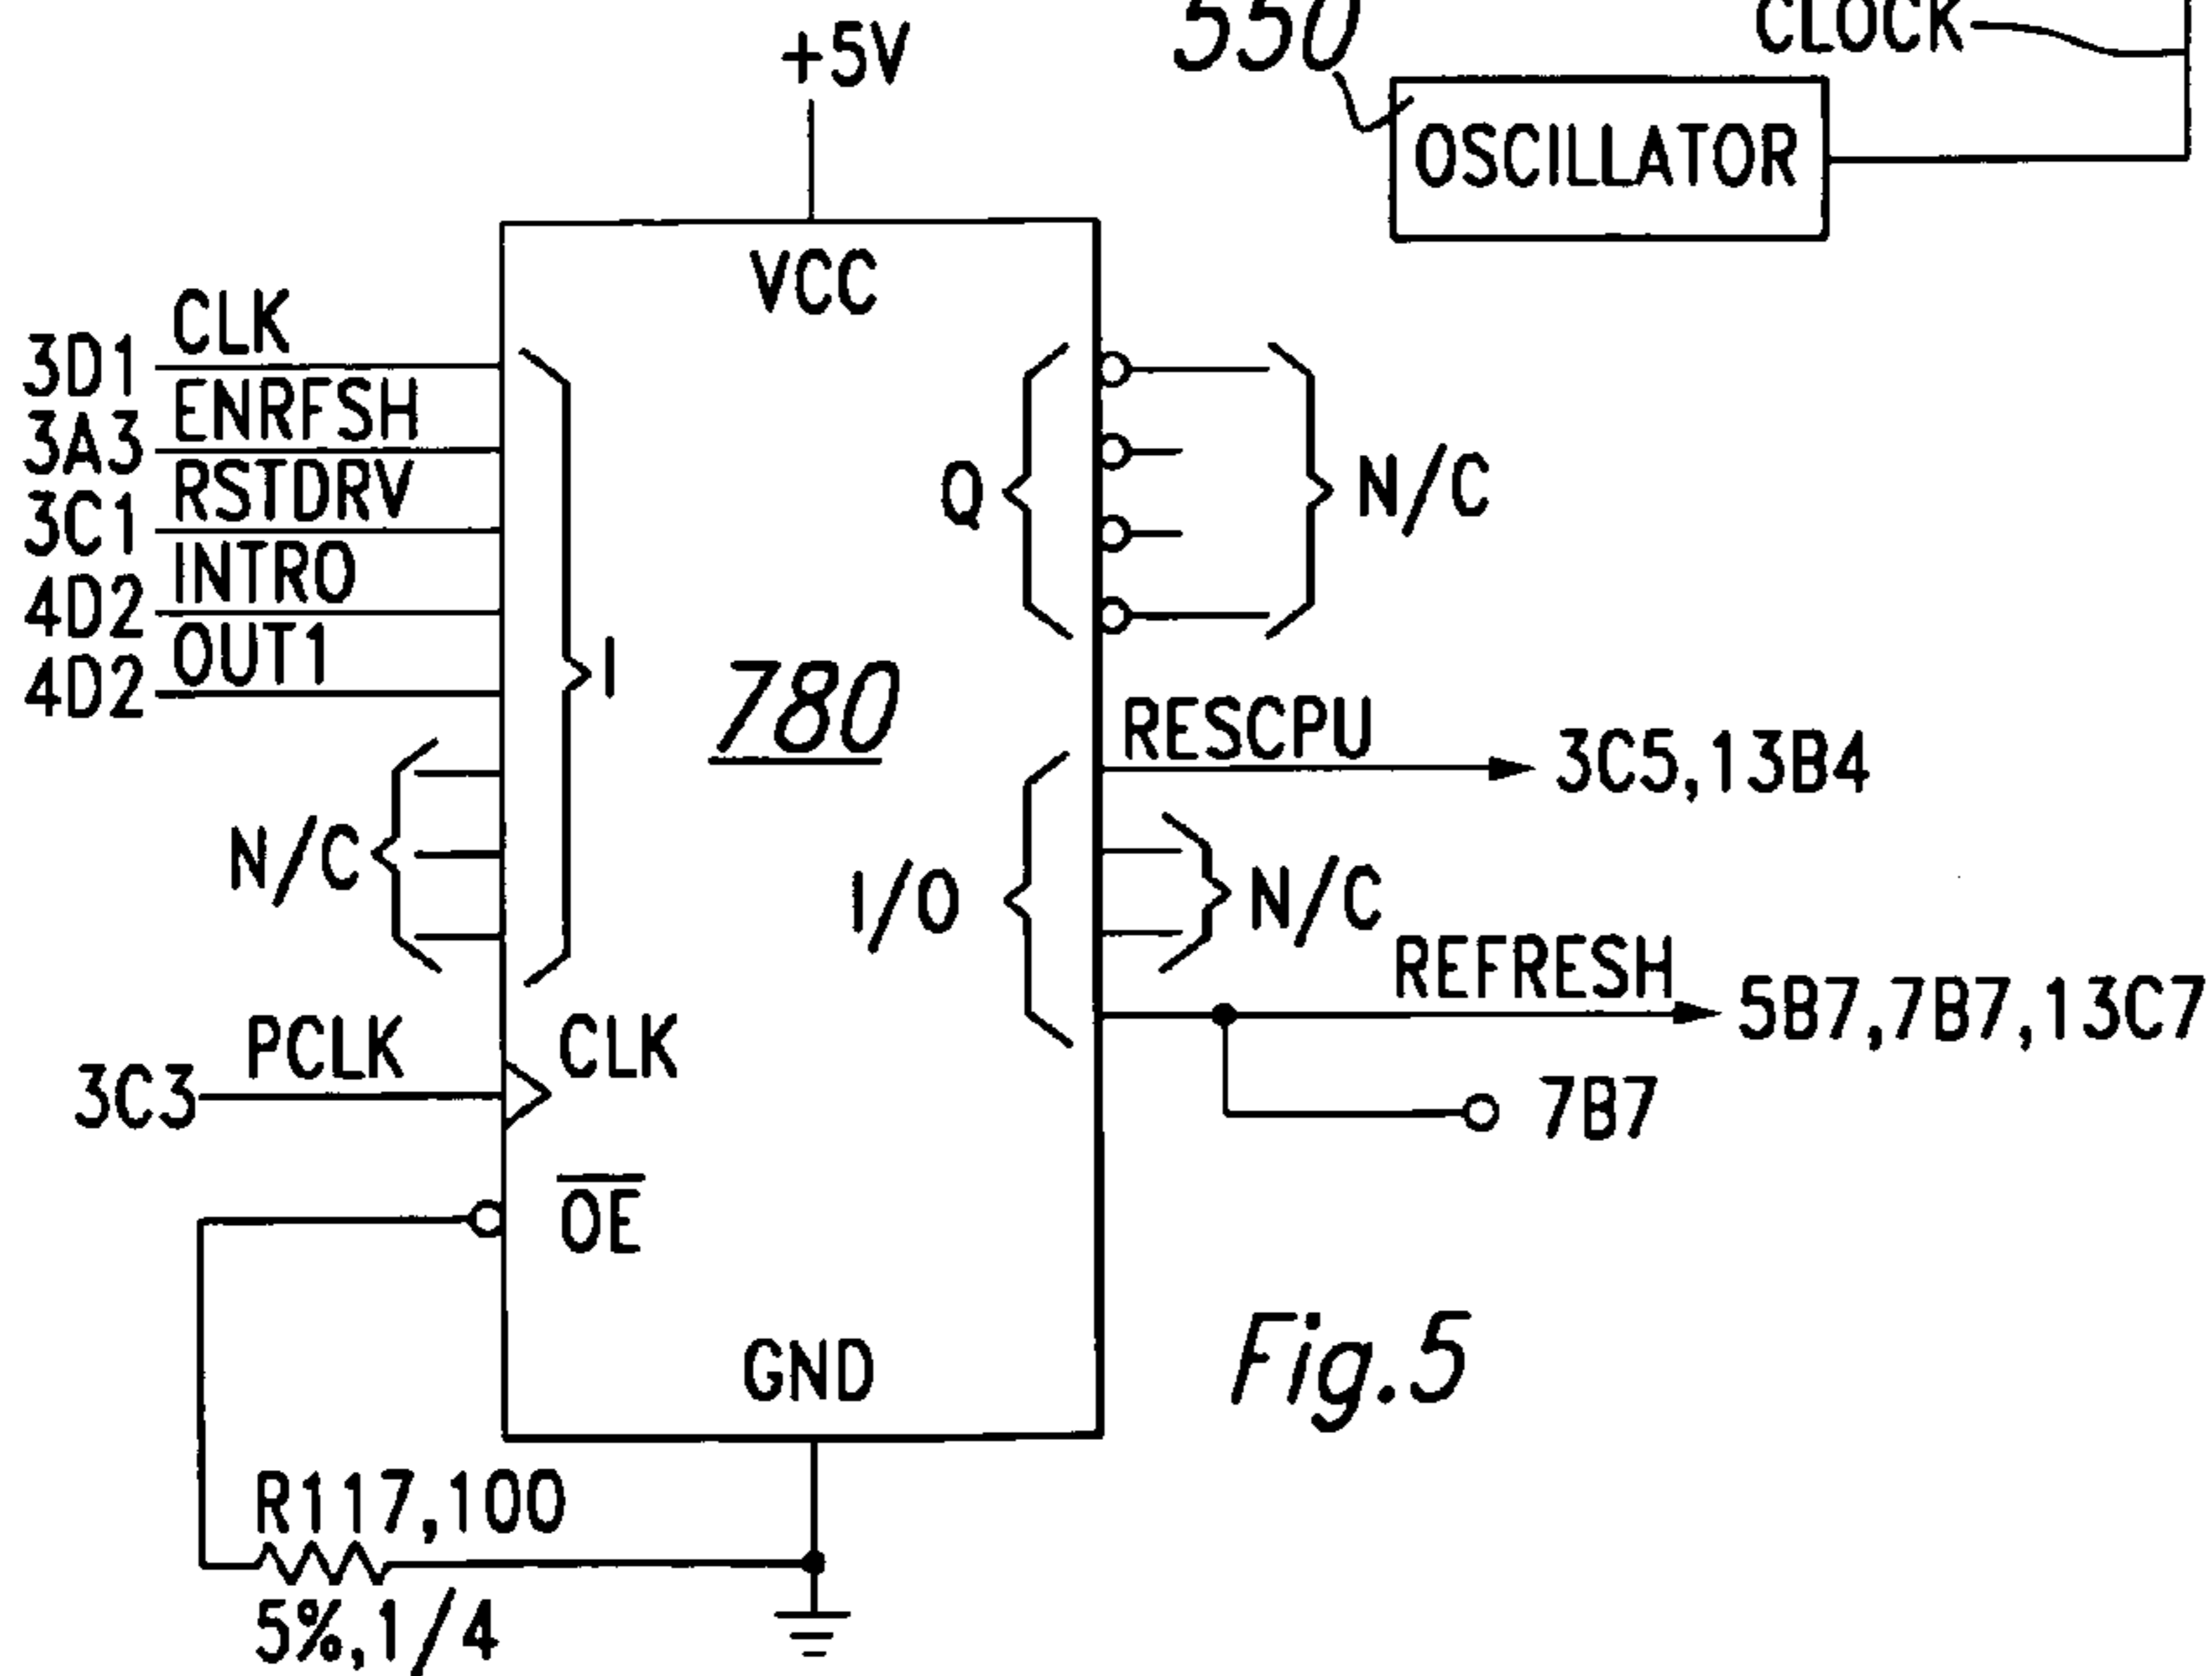 +5V
550
CLOCK
OSCILLATOR
VCC
3D1 CLK
3A3 ENRFSH
3C1 RSTDRV
4D2 INTRO
4D2 OUT1
I
N/C
Q
N/C
780
RESCPU
3C5,13B4
I/O
N/C
REFRESH
5B7,7B7,13C7
7B7
3C3
PCLK
CLK
OE
GND
Fig.5
R117,100
5%,1/4